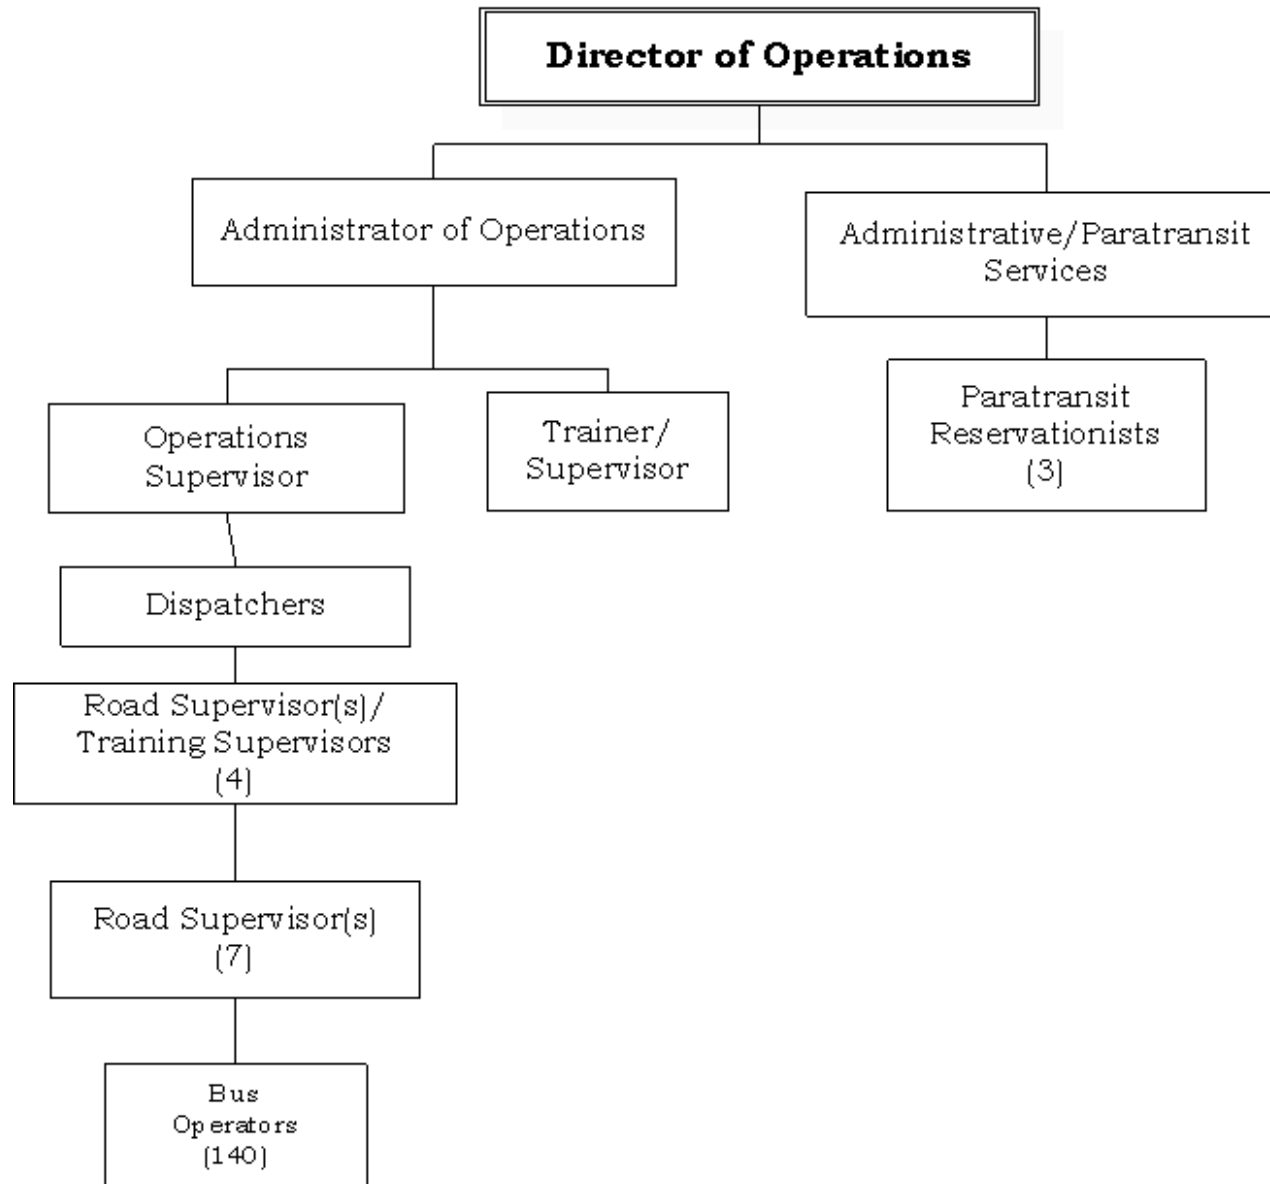 Director of Operations
Administrator of Operations
Administrative/Paratransit
Services
Operations
Supervisor
Trainer/
Supervisor
Paratransit
Reservationists
(3)
Dispatchers
Road Supervisor(s)/
Training Supervisors
(4)
Road Supervisor(s)
(7)
Bus
Operators
(140)